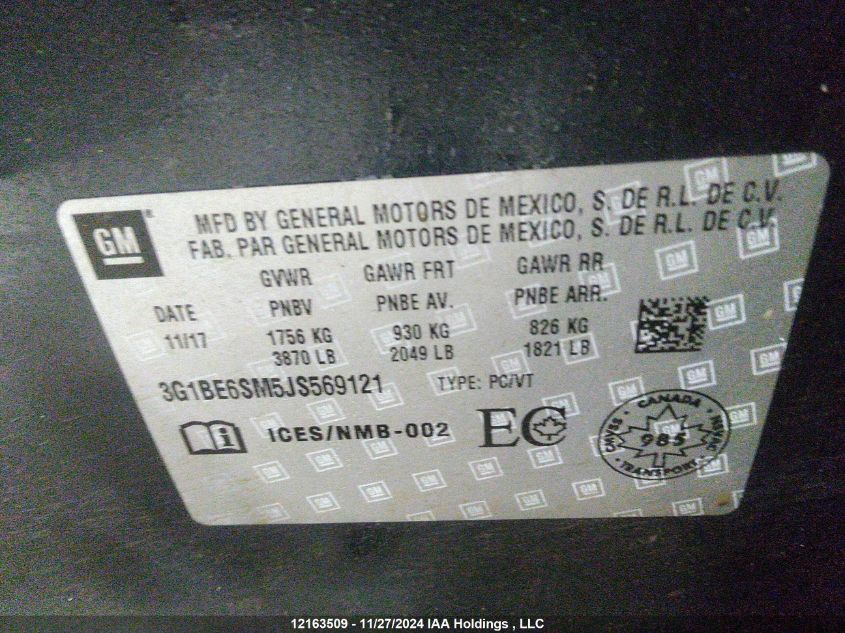 GM
MFD BY GENERAL MOTORS DE MEXICO, S. DE R.L. DE C.V.
FAB. PAR GENERAL MOTORS DE MEXICO, S. DE R.L. DE C.V.
DATE GVWR GAWR FRT GAWR RR
PNBV PNBE AV. PNBE ARR.
11/17 1756 KG 930 KG 826 KG
3870 LB 2049 LB 1821 LB
3G1BE6SM5JS569121 TYPE: PC/VT
i ICES/NMB-002 EC
CANADA
CMVSS 985 NSVAC
TRANSPORT
12163509 - 11/27/2024 IAA Holdings , LLC